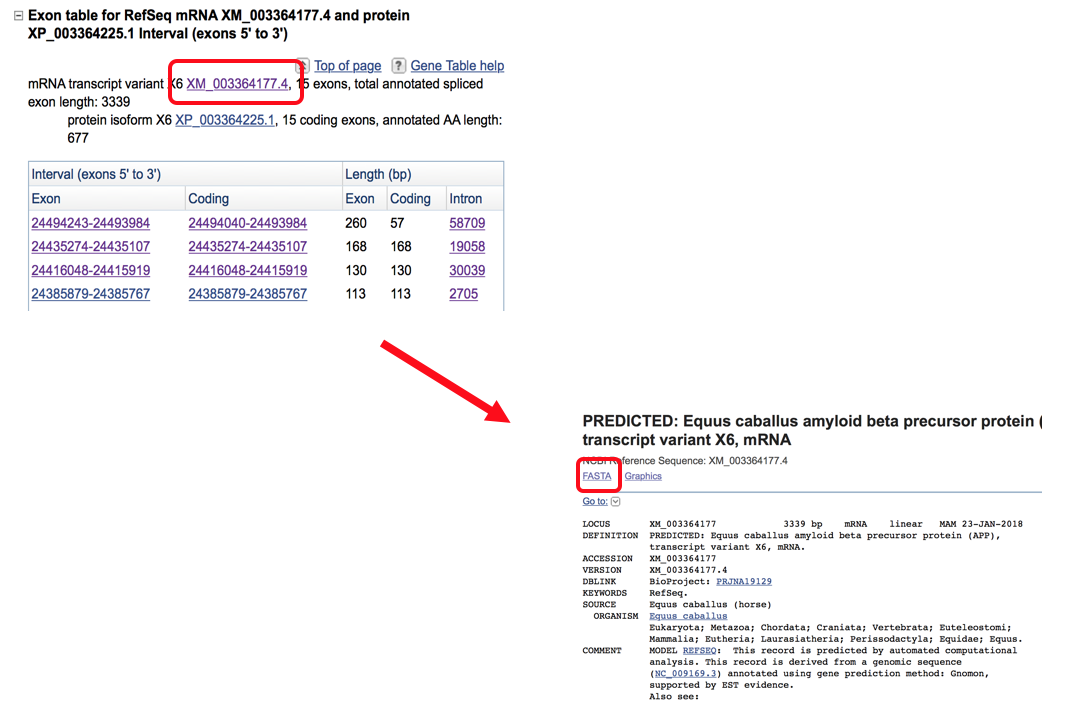 Exon table for RefSeq mRNA XM_003364177.4 and protein
XP_003364225.1 Interval (exons 5' to 3')
Top of page ? Gene Table help
mRNA transcript variant X6 XM_003364177.4, 15 exons, total annotated spliced
exon length: 3339
protein isoform X6 XP_003364225.1, 15 coding exons, annotated AA length:
677
Interval (exons 5' to 3') Length (bp)
Exon Coding Exon Coding Intron
24494243-24493984 24494040-24493984 260 57 58709
24435274-24435107 24435274-24435107 168 168 19058
24416048-24415919 24416048-24415919 130 130 30039
24385879-24385767 24385879-24385767 113 113 2705
PREDICTED: Equus caballus amyloid beta precursor protein (
transcript variant X6, mRNA
NCBI Reference Sequence: XM_003364177.4
FASTA Graphics
Go to:
LOCUS XM_003364177 3339 bp mRNA linear MAM 23-JAN-2018
DEFINITION PREDICTED: Equus caballus amyloid beta precursor protein (APP),
transcript variant X6, mRNA.
ACCESSION XM_003364177
VERSION XM_003364177.4
DBLINK BioProject: PRJNA19129
KEYWORDS RefSeq.
SOURCE Equus caballus (horse)
ORGANISM Equus caballus
Eukaryota; Metazoa; Chordata; Craniata; Vertebrata; Euteleostomi;
Mammalia; Eutheria; Laurasiatheria; Perissodactyla; Equidae; Equus.
COMMENT MODEL REFSEQ: This record is predicted by automated computational
analysis. This record is derived from a genomic sequence
(NC_009169.3) annotated using gene prediction method: Gnomon,
supported by EST evidence.
Also see: